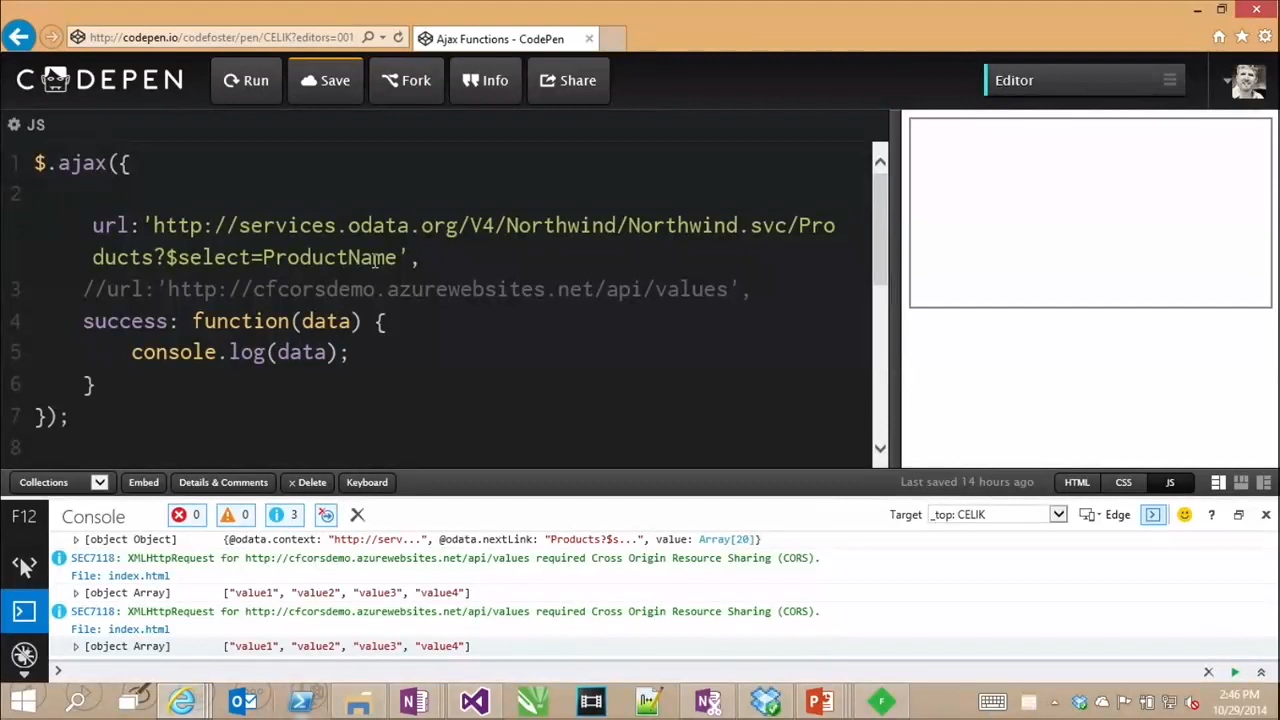 http://codepen.io/codefoster/pen/CELIK?editors=001
Ajax Functions - CodePen
CODEPEN
Run
Save
Fork
Info
Share
Editor
JS
1 $.ajax({
2
url:'http://services.odata.org/V4/Northwind/Northwind.svc/Pro
ducts?$select=ProductName',
3 //url:'http://cfcorsdemo.azurewebsites.net/api/values',
4 success: function(data) {
5 console.log(data);
6 }
7 });
8
Collections
Embed
Details & Comments
× Delete
Keyboard
Last saved 14 hours ago
HTML
CSS
JS
F12
Console
0
0
3
Target
_top: CELIK
Edge
?
[object Object] {@odata.context: "http://serv...", @odata.nextLink: "Products?$s...", value: Array[20]}
SEC7118: XMLHttpRequest for http://cfcorsdemo.azurewebsites.net/api/values required Cross Origin Resource Sharing (CORS).
File: index.html
[object Array] ["value1", "value2", "value3", "value4"]
SEC7118: XMLHttpRequest for http://cfcorsdemo.azurewebsites.net/api/values required Cross Origin Resource Sharing (CORS).
File: index.html
[object Array] ["value1", "value2", "value3", "value4"]
2:46 PM
10/29/2014